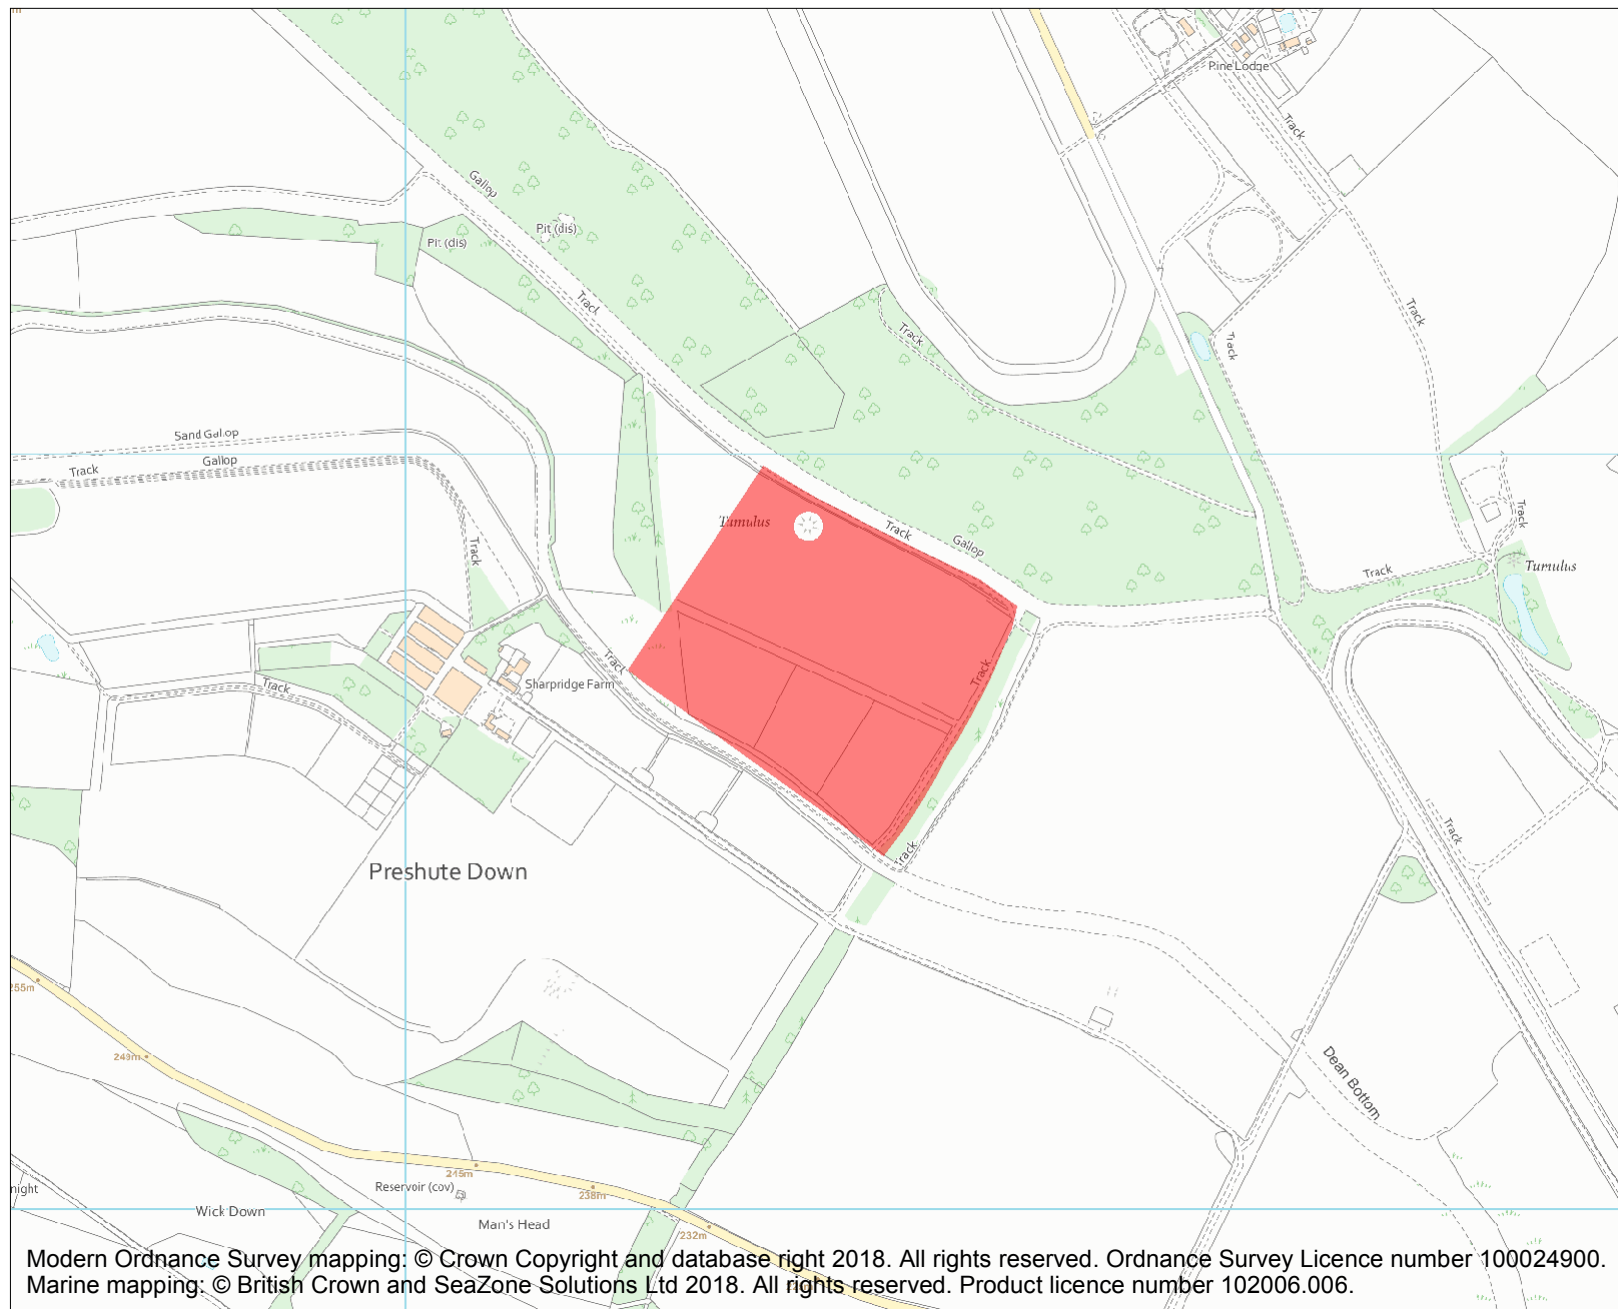 Pine Lodge
Track
Gallop
Pit (dis)
Pit (dis)
Track
Track
Track
Track
Sand Gallop
Gallop
Track
Tumulus
Track
Gallop
Track
Track
Tumulus
Track
Track
Track
Sharpridge Farm
Track
Track
Track
Preshute Down
255m
249m
Dean Bottom
245m
Reservoir (cov)
238m
night
Wick Down
Man's Head
232m
Modern Ordnance Survey mapping: © Crown Copyright and database right 2018. All rights reserved. Ordnance Survey Licence number 100024900.
Marine mapping: © British Crown and SeaZone Solutions Ltd 2018. All rights reserved. Product licence number 102006.006.